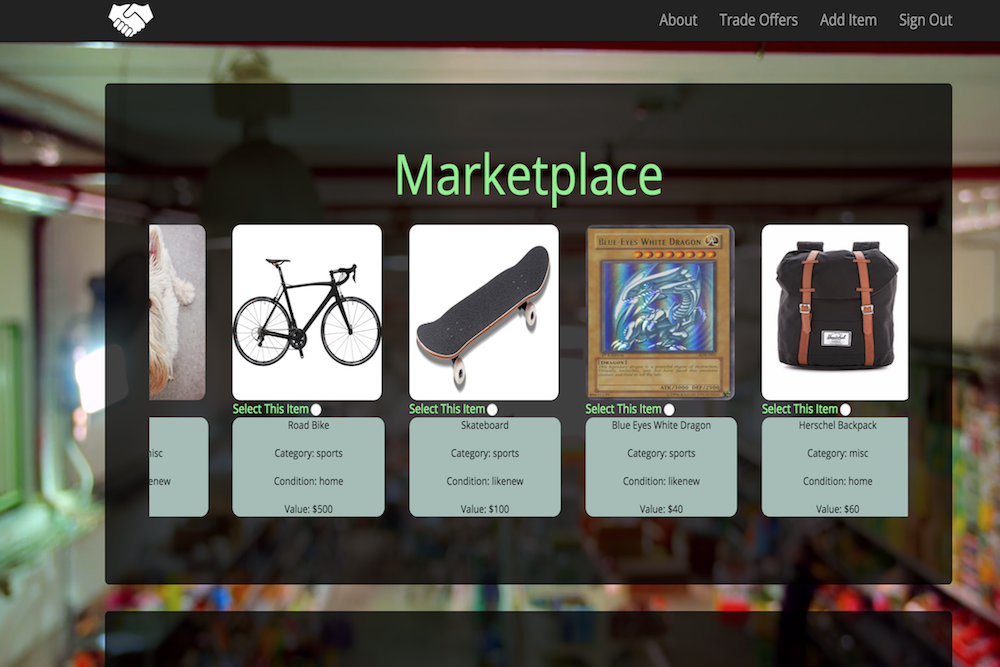 About Trade Offers Add Item Sign Out
Marketplace
BLUE-EYES WHITE DRAGON
[DRAGON]
ATK/3000 DEF/2500
Herschel
Select This Item
Select This Item
Select This Item
Select This Item
Road Bike
Skateboard
Blue Eyes White Dragon
Herschel Backpack
misc
Category: sports
Category: sports
Category: sports
Category: misc
Condition: home
Condition: likenew
Condition: likenew
Condition: home
Value: $500
Value: $100
Value: $40
Value: $60